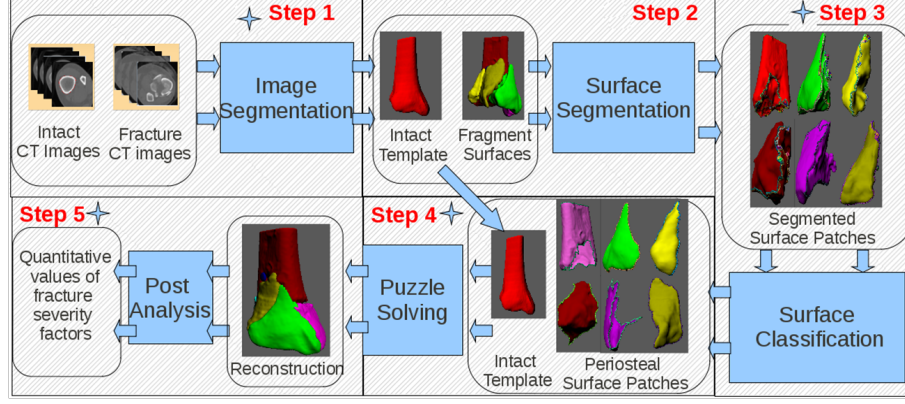 Step 1
Intact
CT Images
Fracture
CT images
Image
Segmentation
Step 2
Intact
Template
Fragment
Surfaces
Surface
Segmentation
Step 3
Segmented
Surface Patches
Surface
Classification
Step 4
Intact
Template
Periosteal
Surface Patches
Puzzle
Solving
Reconstruction
Step 5
Post
Analysis
Quantitative
values of
fracture
severity
factors